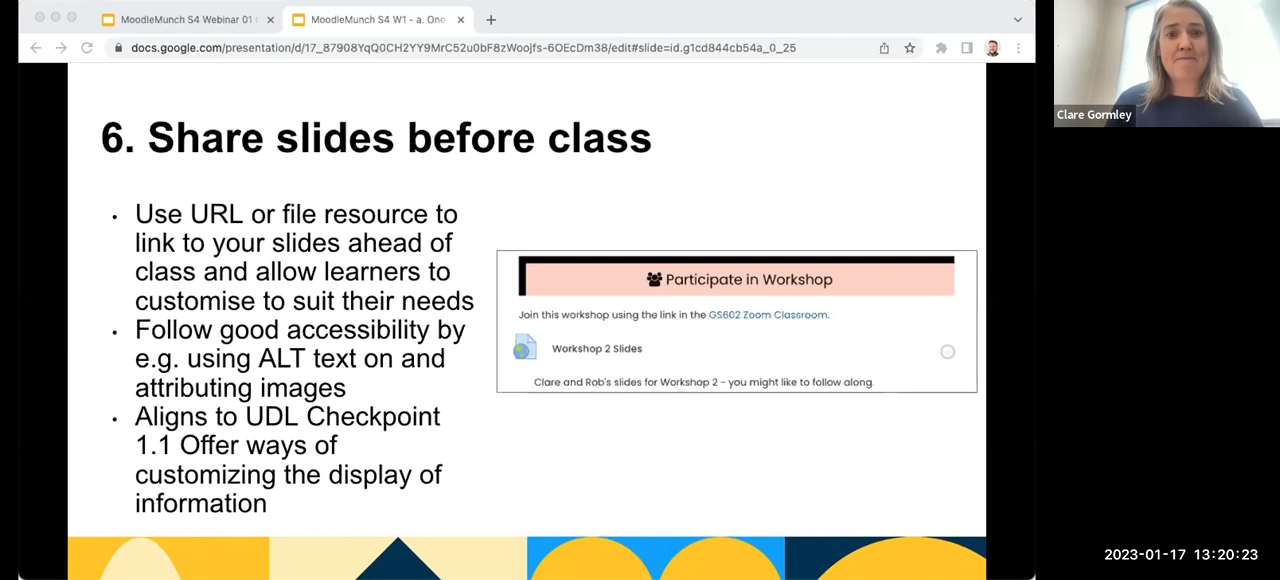 MoodleMunch S4 Webinar 01
MoodleMunch S4 W1 - a. One
docs.google.com/presentation/d/17_87908YqQ0CH2YY9MrC52u0bF8zWoojfs-6OEcDm38/edit#slide=id.g1cd844cb54a_0_25
Clare Gormley
6. Share slides before class
• Use URL or file resource to
link to your slides ahead of
class and allow learners to
customise to suit their needs
• Follow good accessibility by
e.g. using ALT text on and
attributing images
• Aligns to UDL Checkpoint
1.1 Offer ways of
customizing the display of
information
Participate in Workshop
Join this workshop using the link in the GS602 Zoom Classroom.
Workshop 2 Slides
Clare and Rob's slides for Workshop 2 - you might like to follow along.
2023-01-17 13:20:23